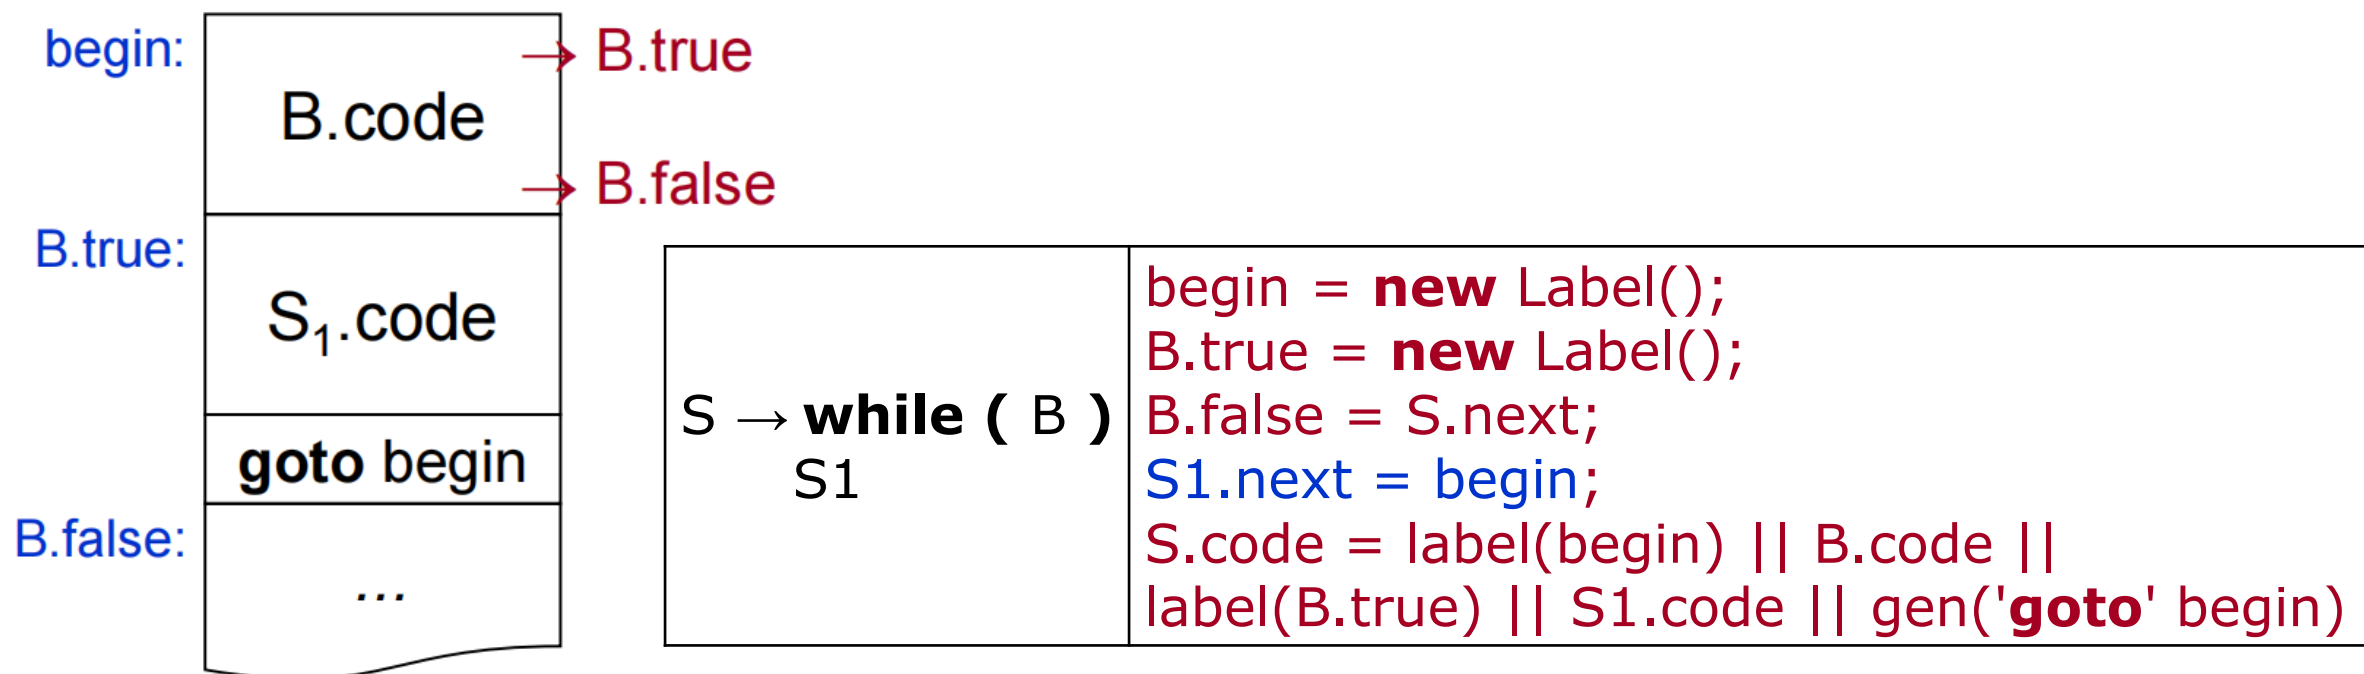 begin:
→ B.true
B.code
→ B.false
B.true:
S₁.code
goto begin
B.false:
...
S → while ( B )
S1
begin = new Label();
B.true = new Label();
B.false = S.next;
S1.next = begin;
S.code = label(begin) || B.code ||
label(B.true) || S1.code || gen('goto' begin)